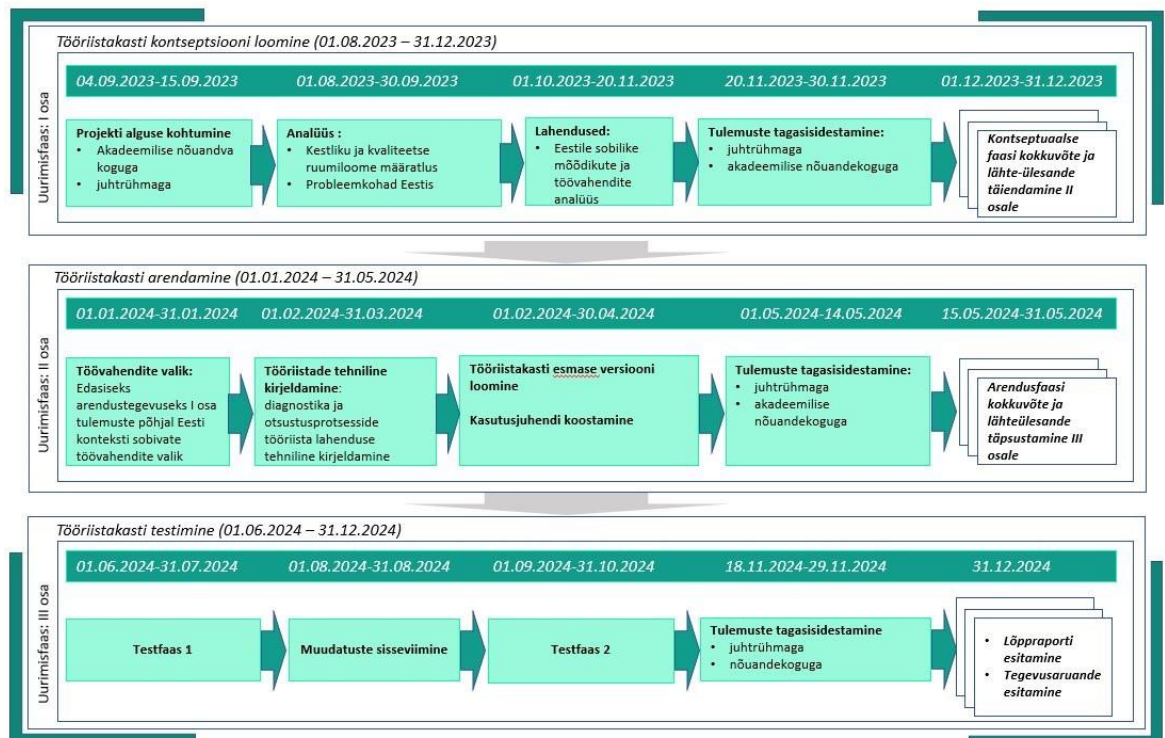 Tööriistakasti kontseptsiooni loomine (01.08.2023 – 31.12.2023)
Uurimisfaas: I osa
04.09.2023-15.09.2023
01.08.2023-30.09.2023
01.10.2023-20.11.2023
20.11.2023-30.11.2023
01.12.2023-31.12.2023
Projekti alguse kohtumine
• Akadeemilise nõuandva
koguga
• juhtrühmaga
Analüüs :
• Kestliku ja kvaliteetse
ruumiloome määratlus
• Probleemkohad Eestis
Lahendused:
• Eestile sobilike
mõõdikute ja
töövahendite
analüüs
Tulemuste tagasisidestamine:
• juhtrühmaga
• akadeemilise nõuandekoguga
Kontseptuaalse
faasi kokkuvõte ja
lähte-ülesande
täiendamine II
osale
Tööriistakasti arendamine (01.01.2024 – 31.05.2024)
Uurimisfaas: II osa
01.01.2024-31.01.2024
01.02.2024-31.03.2024
01.02.2024-30.04.2024
01.05.2024-14.05.2024
15.05.2024-31.05.2024
Töövahendite valik:
Edasiseks
arendustegevuseks I osa
tulemuste põhjal Eesti
konteksti sobivate
töövahendite valik
Tööriistade tehniline
kirjeldamine:
diagnostika ja
otsustusprotsesside
tööriista lahenduse
tehniline kirjeldamine
Tööriistakasti esmase versiooni
loomine
Kasutusjuhendi koostamine
Tulemuste tagasisidestamine:
• juhtrühmaga
• akadeemilise
nõuandekoguga
Arendusfaasi
kokkuvõte ja
lähteülesande
täpsustamine III
osale
Tööriistakasti testimine (01.06.2024 – 31.12.2024)
Uurimisfaas: III osa
01.06.2024-31.07.2024
01.08.2024-31.08.2024
01.09.2024-31.10.2024
18.11.2024-29.11.2024
31.12.2024
Testfaas 1
Muudatuste sisseviimine
Testfaas 2
Tulemuste tagasisidestamine
• juhtrühmaga
• nõuandekoguga
• Lõppraporti
esitamine
• Tegevusaruande
esitamine